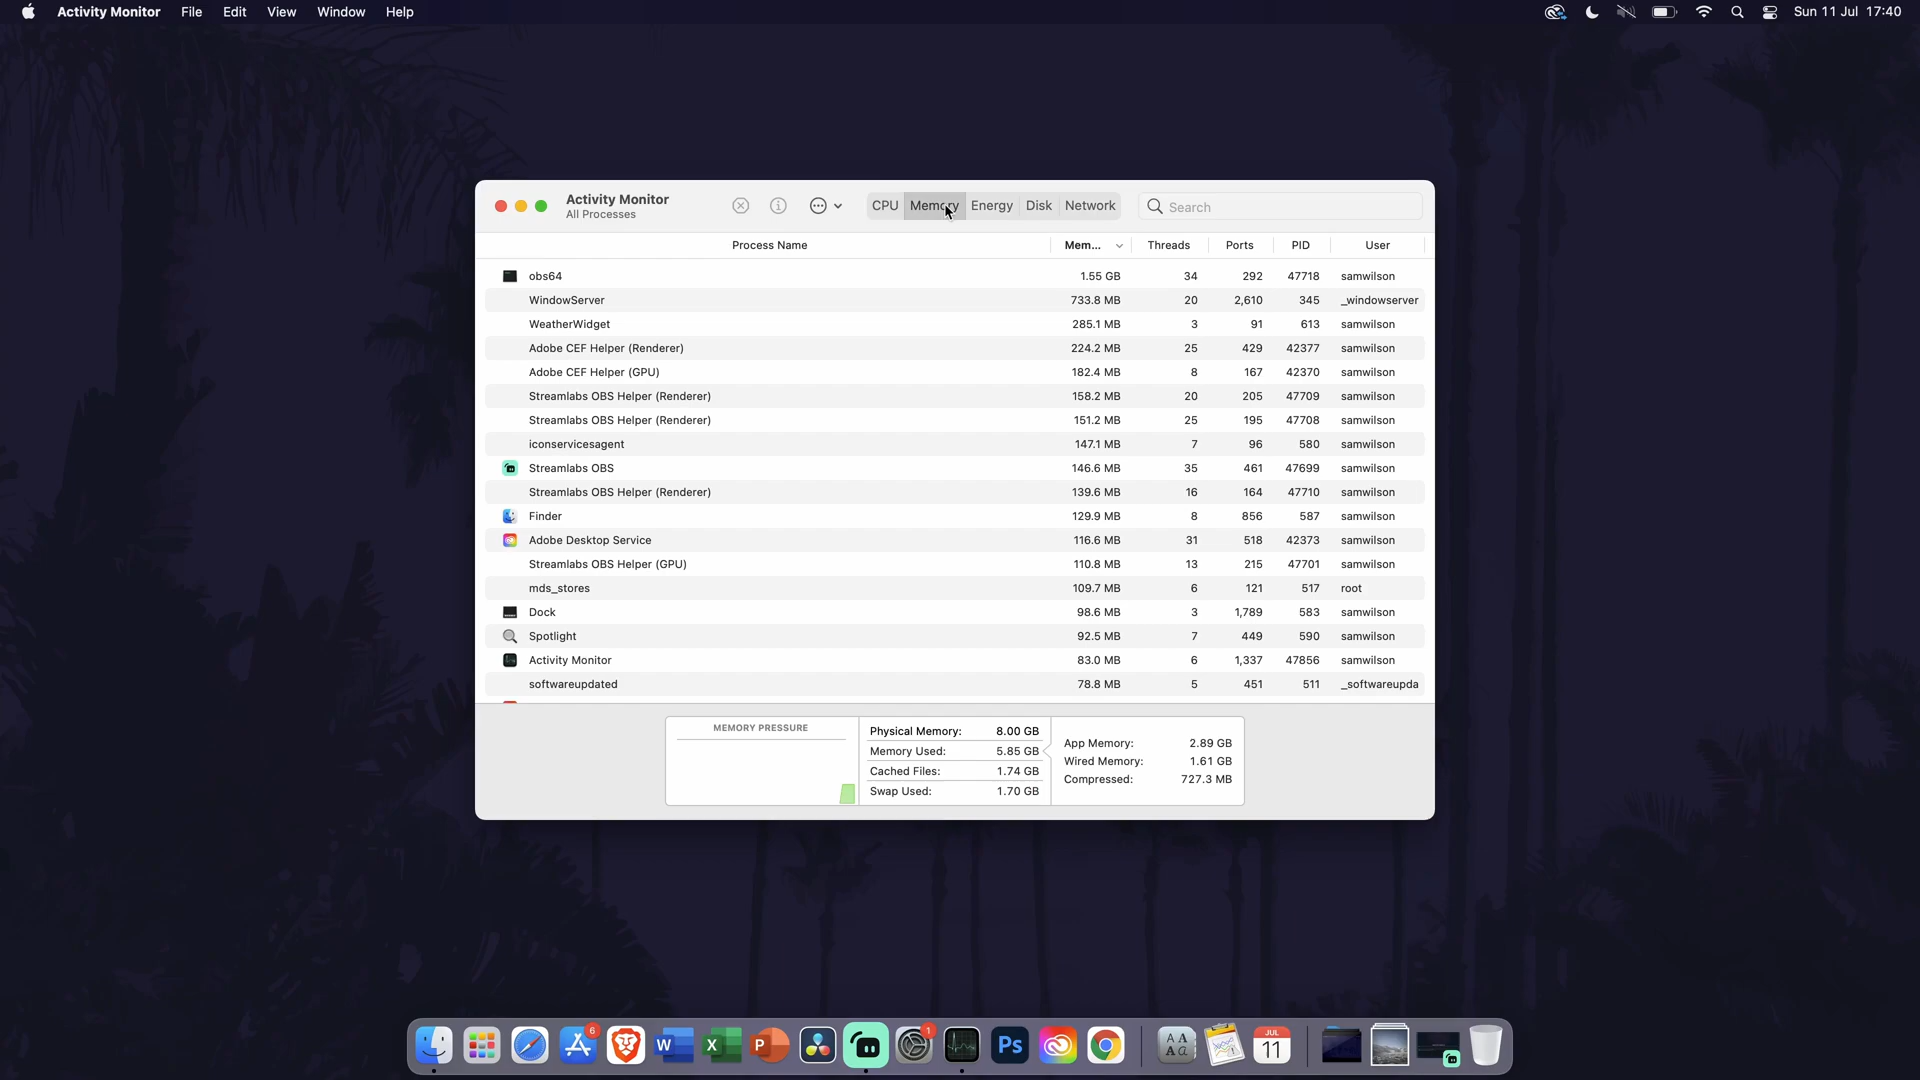 Activity Monitor File Edit View Window Help Sun 11 Jul 17:40
Activity Monitor
All Processes
CPU Memory Energy Disk Network
Search
Process Name Mem... Threads Ports PID User
obs64 1.55 GB 34 292 47718 samwilson
WindowServer 733.8 MB 20 2,610 345 _windowserver
WeatherWidget 285.1 MB 3 91 613 samwilson
Adobe CEF Helper (Renderer) 224.2 MB 25 429 42377 samwilson
Adobe CEF Helper (GPU) 182.4 MB 8 167 42370 samwilson
Streamlabs OBS Helper (Renderer) 158.2 MB 20 205 47709 samwilson
Streamlabs OBS Helper (Renderer) 151.2 MB 25 195 47708 samwilson
iconservicesagent 147.1 MB 7 96 580 samwilson
Streamlabs OBS 146.6 MB 35 461 47699 samwilson
Streamlabs OBS Helper (Renderer) 139.6 MB 16 164 47710 samwilson
Finder 129.9 MB 8 856 587 samwilson
Adobe Desktop Service 116.6 MB 31 518 42373 samwilson
Streamlabs OBS Helper (GPU) 110.8 MB 13 215 47701 samwilson
mds_stores 109.7 MB 6 121 517 root
Dock 98.6 MB 3 1,789 583 samwilson
Spotlight 92.5 MB 7 449 590 samwilson
Activity Monitor 83.0 MB 6 1,337 47856 samwilson
softwareupdated 78.8 MB 5 451 511 _softwareupda
MEMORY PRESSURE
Physical Memory: 8.00 GB
Memory Used: 5.85 GB
Cached Files: 1.74 GB
Swap Used: 1.70 GB
App Memory: 2.89 GB
Wired Memory: 1.61 GB
Compressed: 727.3 MB
6
W
X
P
1
Ps
AA
Aa
JUL
11